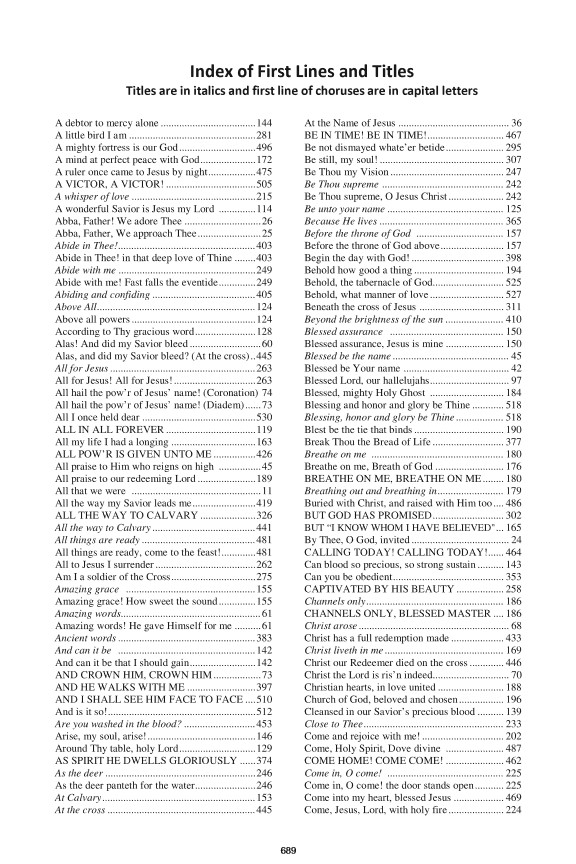 Index of First Lines and Titles
Titles are in italics and first line of choruses are in capital letters
A debtor to mercy alone ....................................144
A little bird I am ................................................281
A mighty fortress is our God.............................496
A mind at perfect peace with God.....................172
A ruler once came to Jesus by night..................475
A VICTOR, A VICTOR! ..................................505
A whisper of love ...............................................215
A wonderful Savior is Jesus my Lord ..............114
Abba, Father! We adore Thee .............................26
Abba, Father, We approach Thee ........................25
Abide in Thee!....................................................403
Abide in Thee! in that deep love of Thine ........403
Abide with me ....................................................249
Abide with me! Fast falls the eventide..............249
Abiding and confiding .......................................405
Above All............................................................124
Above all powers ...............................................124
According to Thy gracious word.......................128
Alas! And did my Savior bleed ...........................60
Alas, and did my Savior bleed? (At the cross)..445
All for Jesus .......................................................263
All for Jesus! All for Jesus! ...............................263
All hail the pow'r of Jesus' name! (Coronation) 74
All hail the pow'r of Jesus' name! (Diadem)......73
All I once held dear ...........................................530
ALL IN ALL FOREVER ..................................119
All my life I had a longing ................................163
ALL POW'R IS GIVEN UNTO ME ................426
All praise to Him who reigns on high ................45
All praise to our redeeming Lord ......................189
All that we were ..................................................11
All the way my Savior leads me........................419
ALL THE WAY TO CALVARY .....................326
All the way to Calvary .......................................441
All things are ready ...........................................481
All things are ready, come to the feast!.............481
All to Jesus I surrender ......................................262
Am I a soldier of the Cross................................275
Amazing grace ..................................................155
Amazing grace! How sweet the sound..............155
Amazing words.....................................................61
Amazing words! He gave Himself for me ..........61
Ancient words ....................................................383
And can it be .....................................................142
And can it be that I should gain.........................142
AND CROWN HIM, CROWN HIM..................73
AND HE WALKS WITH ME ..........................397
AND I SHALL SEE HIM FACE TO FACE ....510
And is it so!........................................................512
Are you washed in the blood? ...........................453
Arise, my soul, arise!.........................................146
Around Thy table, holy Lord.............................129
AS SPIRIT HE DWELLS GLORIOUSLY ......374
As the deer .........................................................246
As the deer panteth for the water.......................246
At Calvary..........................................................153
At the cross ........................................................445
At the Name of Jesus .......................................... 36
BE IN TIME! BE IN TIME!............................. 467
Be not dismayed whate'er betide...................... 295
Be still, my soul! ............................................... 307
Be Thou my Vision ........................................... 247
Be Thou supreme .............................................. 242
Be Thou supreme, O Jesus Christ..................... 242
Be unto your name ............................................ 125
Because He lives ............................................... 365
Before the throne of God .................................. 157
Before the throne of God above........................ 157
Begin the day with God! ................................... 398
Behold how good a thing .................................. 194
Behold, the tabernacle of God........................... 525
Behold, what manner of love............................ 527
Beneath the cross of Jesus ................................ 311
Beyond the brightness of the sun ...................... 410
Blessed assurance ............................................ 150
Blessed assurance, Jesus is mine ...................... 150
Blessed be the name ............................................ 45
Blessed be Your name ........................................ 42
Blessed Lord, our hallelujahs.............................. 97
Blessed, mighty Holy Ghost ............................ 184
Blessing and honor and glory be Thine ............ 518
Blessing, honor and glory be Thine .................. 518
Blest be the tie that binds .................................. 190
Break Thou the Bread of Life ........................... 377
Breathe on me .................................................. 180
Breathe on me, Breath of God .......................... 176
BREATHE ON ME, BREATHE ON ME ........ 180
Breathing out and breathing in......................... 179
Buried with Christ, and raised with Him too .... 486
BUT GOD HAS PROMISED........................... 302
BUT "I KNOW WHOM I HAVE BELIEVED"... 165
By Thee, O God, invited ..................................... 24
CALLING TODAY! CALLING TODAY!...... 464
Can blood so precious, so strong sustain .......... 143
Can you be obedient.......................................... 353
CAPTIVATED BY HIS BEAUTY .................. 258
Channels only.................................................... 186
CHANNELS ONLY, BLESSED MASTER .... 186
Christ arose ......................................................... 68
Christ has a full redemption made .................... 433
Christ liveth in me ............................................. 169
Christ our Redeemer died on the cross ............. 446
Christ the Lord is ris'n indeed............................. 70
Christian hearts, in love united ......................... 188
Church of God, beloved and chosen................. 196
Cleansed in our Savior's precious blood .......... 139
Close to Thee..................................................... 233
Come and rejoice with me! ............................... 202
Come, Holy Spirit, Dove divine ...................... 487
COME HOME! COME COME! ...................... 462
Come in, O come! ............................................ 225
Come in, O come! the door stands open........... 225
Come into my heart, blessed Jesus ................... 469
Come, Jesus, Lord, with holy fire ..................... 224
689